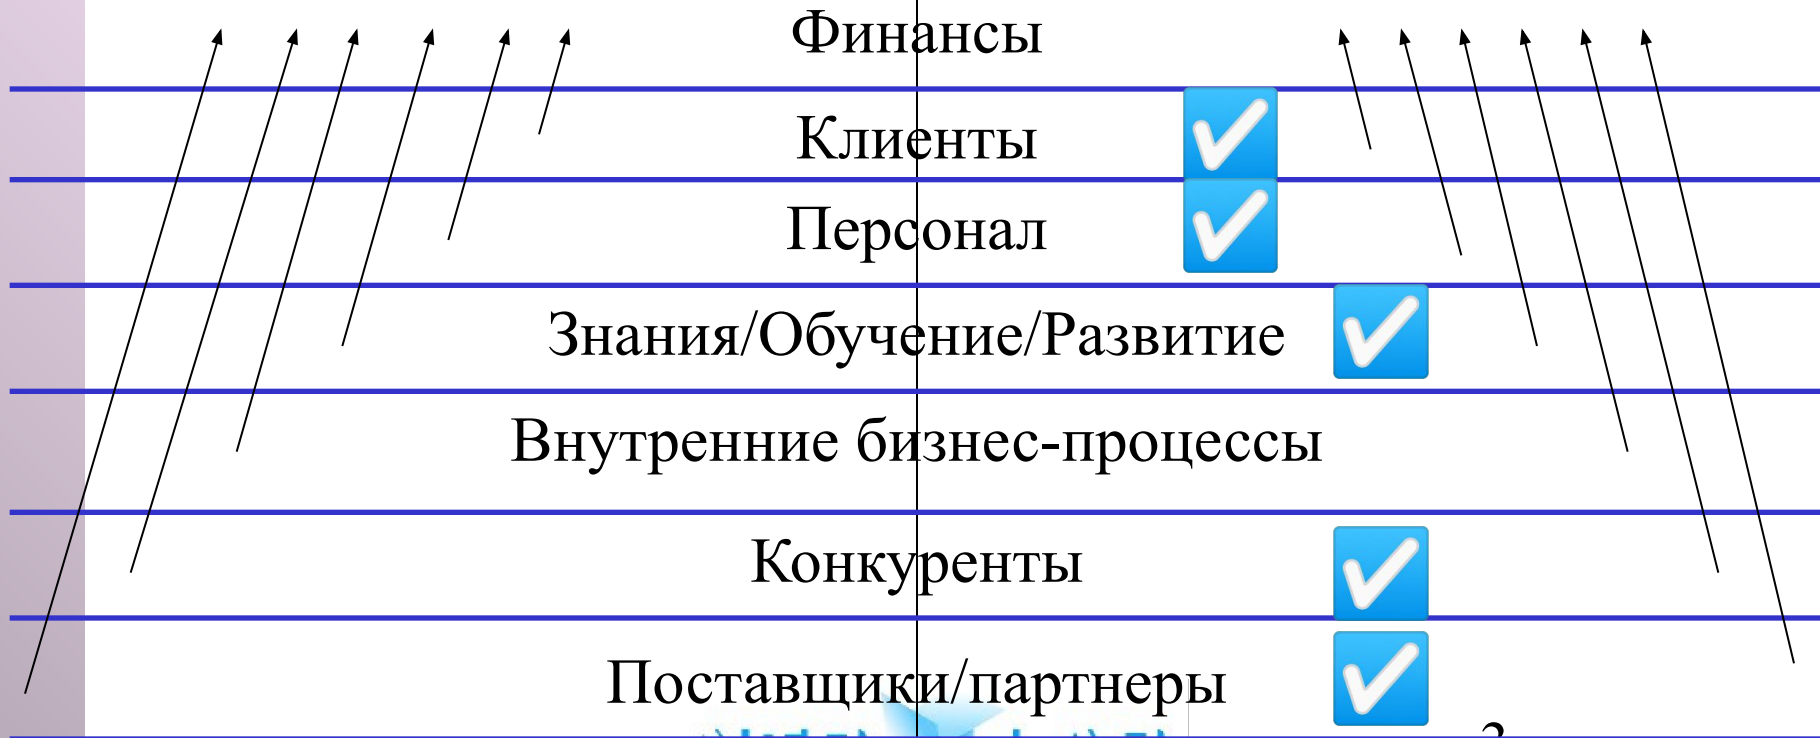 Финансы
Клиенты
Персонал
Знания/Обучение/Развитие
Внутренние бизнес-процессы
Конкуренты
Поставщики/партнеры